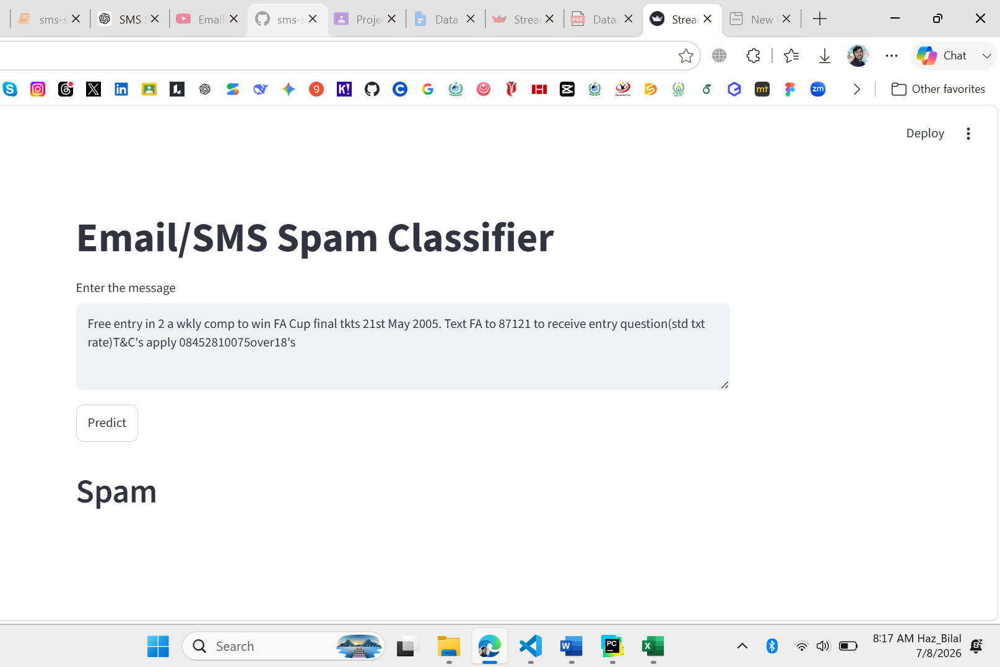 sms-s
SMS S
Email
sms-s
Proje
Data
Strea
Data
Strea
New
Chat
Other favorites
Deploy
Email/SMS Spam Classifier
Enter the message
Free entry in 2 a wkly comp to win FA Cup final tkts 21st May 2005. Text FA to 87121 to receive entry question(std txt
rate)T&C's apply 08452810075over18's
Predict
Spam
Search
8:17 AM Haz_Bilal
7/8/2026